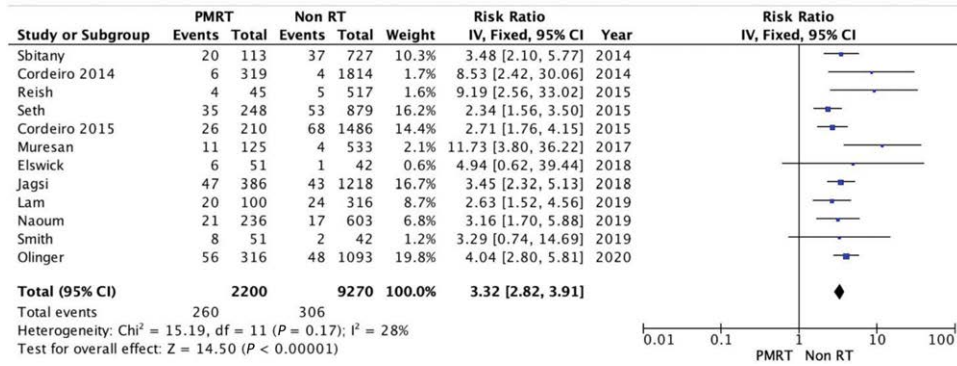 PMRT Non RT Risk Ratio Risk Ratio
Study or Subgroup Events Total Events Total Weight IV, Fixed, 95% CI Year IV, Fixed, 95% CI
Sbitany 20 113 37 727 10.3% 3.48 [2.10, 5.77] 2014
Cordeiro 2014 6 319 4 1814 1.7% 8.53 [2.42, 30.06] 2014
Reish 4 45 5 517 1.6% 9.19 [2.56, 33.02] 2015
Seth 35 248 53 879 16.2% 2.34 [1.56, 3.50] 2015
Cordeiro 2015 26 210 68 1486 14.4% 2.71 [1.76, 4.15] 2015
Muresan 11 125 4 533 2.1% 11.73 [3.80, 36.22] 2017
Elswick 6 51 1 42 0.6% 4.94 [0.62, 39.44] 2018
Jagsi 47 386 43 1218 16.7% 3.45 [2.32, 5.13] 2018
Lam 20 100 24 316 8.7% 2.63 [1.52, 4.56] 2019
Naoum 21 236 17 603 6.8% 3.16 [1.70, 5.88] 2019
Smith 8 51 2 42 1.2% 3.29 [0.74, 14.69] 2019
Olinger 56 316 48 1093 19.8% 4.04 [2.80, 5.81] 2020
Total (95% CI) 2200 9270 100.0% 3.32 [2.82, 3.91]
Total events 260 306
Heterogeneity: Chi² = 15.19, df = 11 (P = 0.17); I² = 28%
Test for overall effect: Z = 14.50 (P < 0.00001)
0.01 0.1 1 10 100
PMRT Non RT